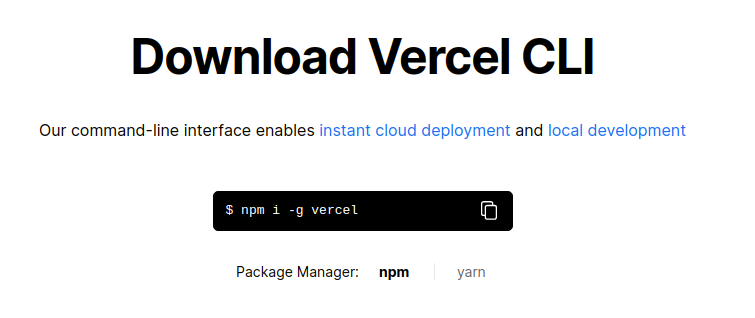 Download Vercel CLI
Our command-line interface enables instant cloud deployment and local development
$ npm i -g vercel
Package Manager: npm yarn